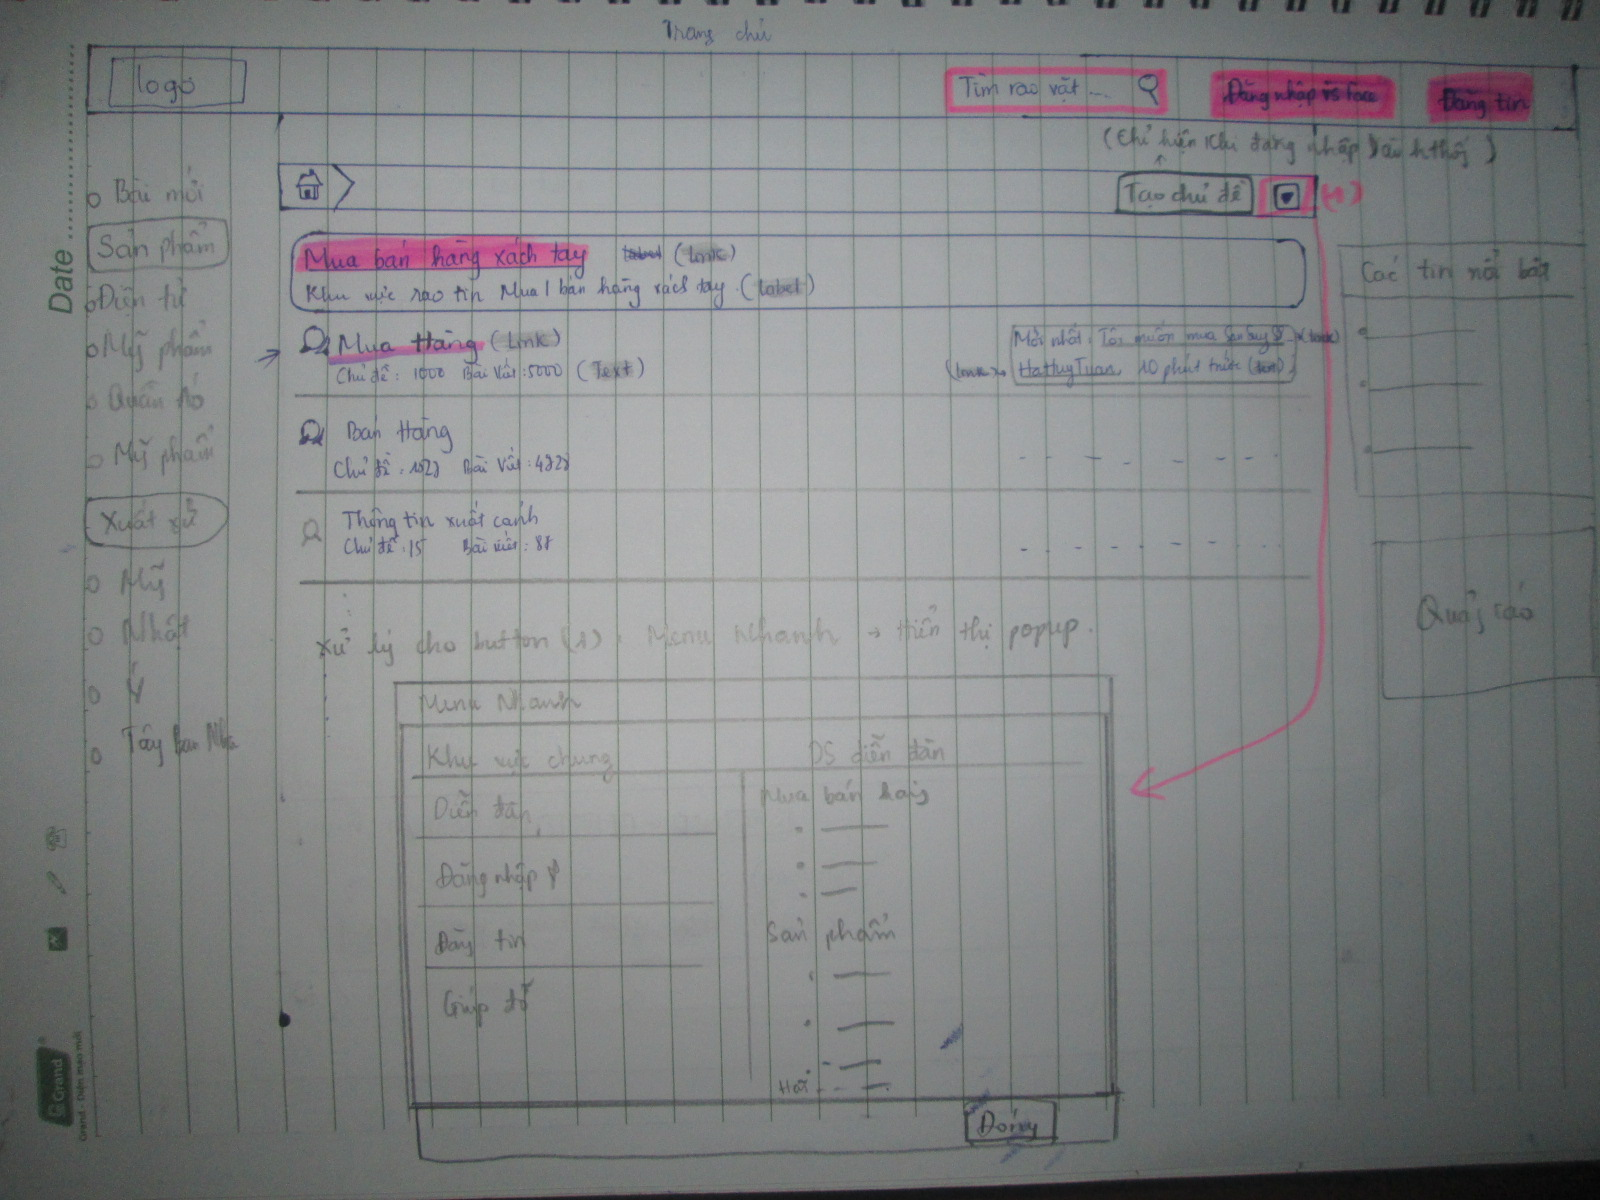 Trang chủ
logo
Tìm rao vặt ....
Đăng nhập vs Face
Đăng tin
(Chỉ hiện khi đăng nhập
Tạo chủ đề
(1)
Date
Bài mới
Sản phẩm
Điện tử
Mỹ phẩm
Quần áo
Mỹ phẩm
Xuất xứ
Mỹ
Nhật
Ý
Tây Ban Nha
Mua bán hàng xách tay (Link)
Khu vực rao tin Mua / bán hàng xách tay (label)
Mua Hàng (Link)
Chủ đề : 1000 Bài Viết : 5000 (Text)
Mới nhất : Tôi muốn mua
HaHuyTuan, 10 phút trước (text)
Bán Hàng
Chủ đề : Bài Viết :
Thông tin xuất cảnh
Chủ đề : 15 Bài viết : 88
Các tin nổi bật
Quảng cáo
Xử lý cho button (1) : Menu Nhanh → Hiển thị popup.
Menu Nhanh
Khu vực chung
DS diễn đàn
Diễn đàn
Đăng nhập
Đăng tin
Giúp đỡ
Mua bán hàng
Sản phẩm
Đóng
Grand